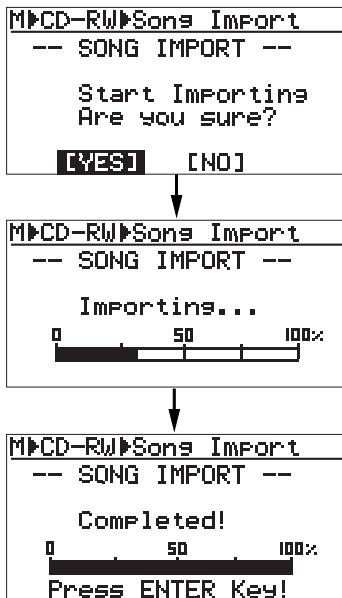 M▶CD-RW▶Song Import
-- SONG IMPORT --
Start Importing
Are you sure?
[YES] [NO]
M▶CD-RW▶Song Import
-- SONG IMPORT --
Importing...
0 50 100%
M▶CD-RW▶Song Import
-- SONG IMPORT --
Completed!
0 50 100%
Press ENTER Key!